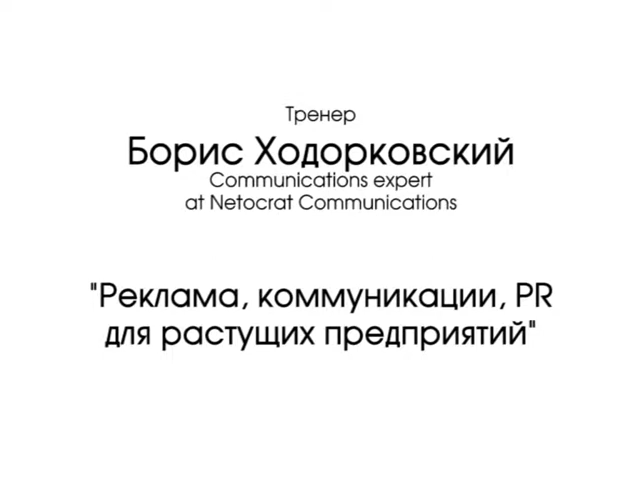 Тренер
Борис Ходорковский
Communications expert
at Netocrat Communications
"Реклама, коммуникации, PR
для растущих предприятий"